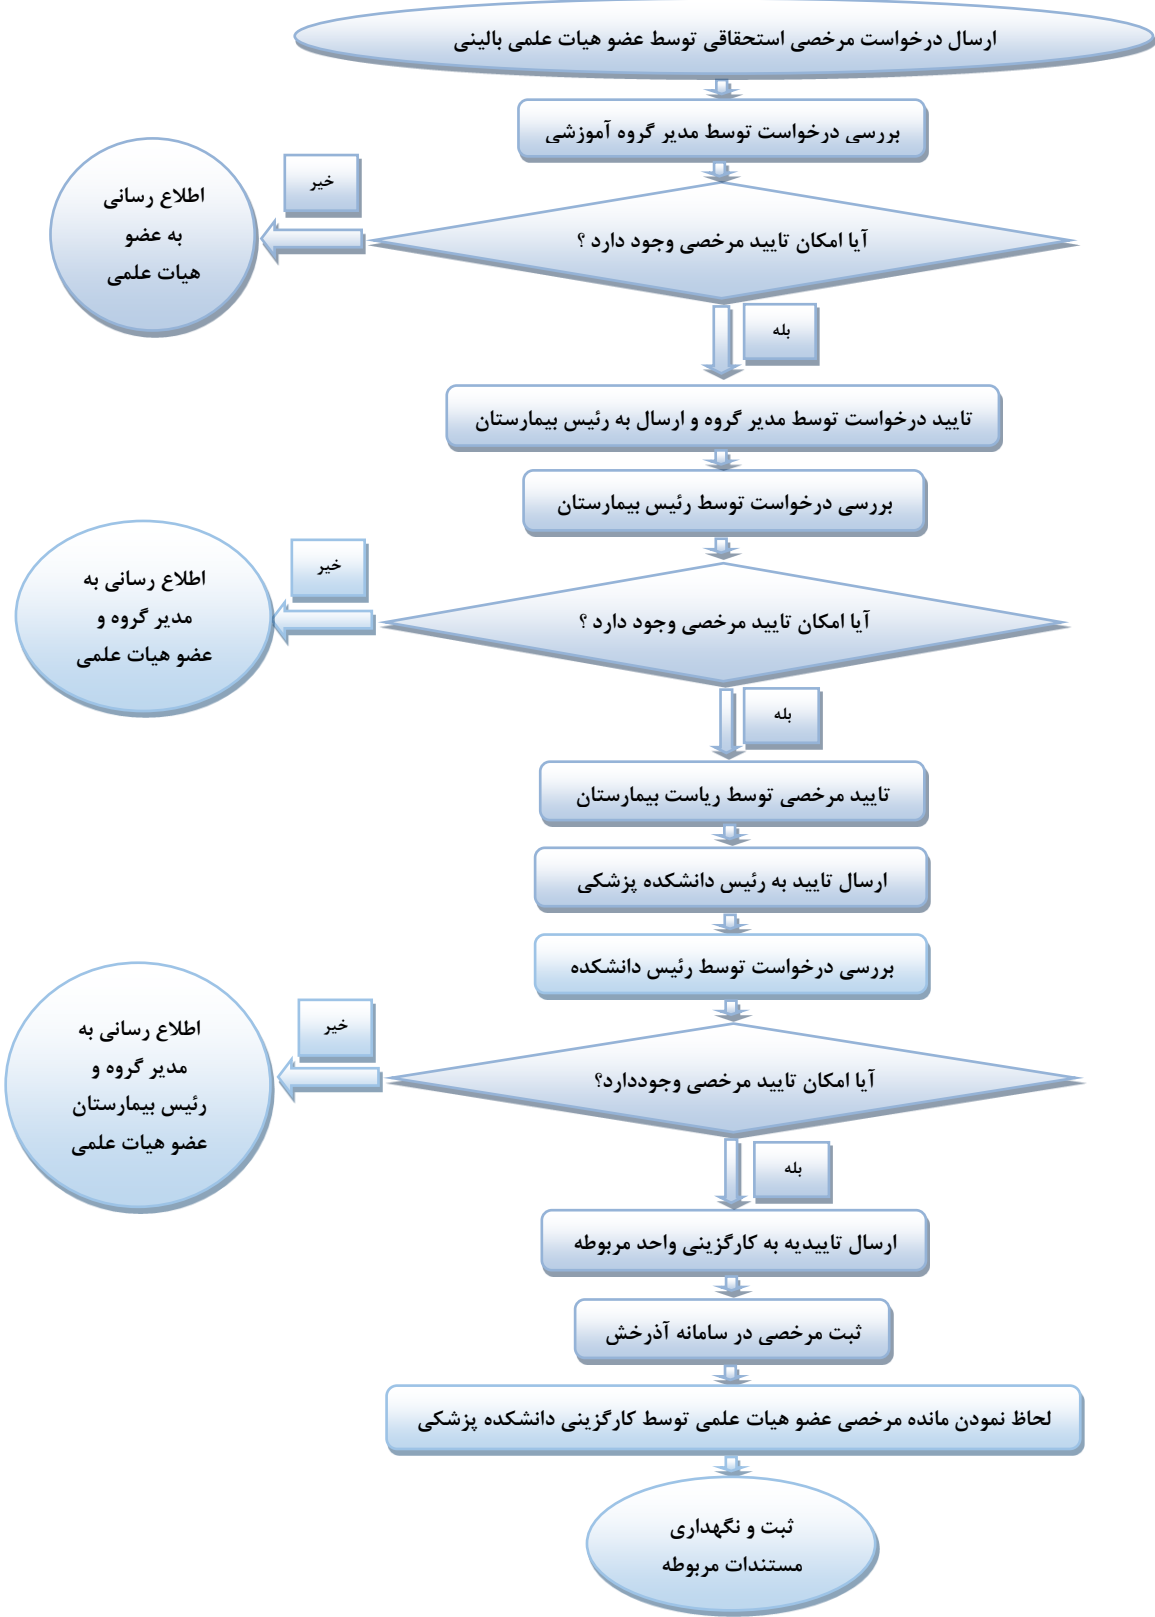 ارسال درخواست مرخصی استحقاقی توسط عضو هیات علمی بالینی
بررسی درخواست توسط مدیر گروه آموزشی
آیا امکان تایید مرخصی وجود دارد ؟
خیر
اطلاع رسانی
به عضو
هیات علمی
بله
تایید درخواست توسط مدیر گروه و ارسال به رئیس بیمارستان
بررسی درخواست توسط رئیس بیمارستان
آیا امکان تایید مرخصی وجود دارد ؟
خیر
اطلاع رسانی به
مدیر گروه و
عضو هیات علمی
بله
تایید مرخصی توسط ریاست بیمارستان
ارسال تایید به رئیس دانشکده پزشکی
بررسی درخواست توسط رئیس دانشکده
آیا امکان تایید مرخصی وجوددارد؟
خیر
اطلاع رسانی به
مدیر گروه و
رئیس بیمارستان
عضو هیات علمی
بله
ارسال تاییدیه به کارگزینی واحد مربوطه
ثبت مرخصی در سامانه آذرخش
لحاظ نمودن مانده مرخصی عضو هیات علمی توسط کارگزینی دانشکده پزشکی
ثبت و نگهداری
مستندات مربوطه